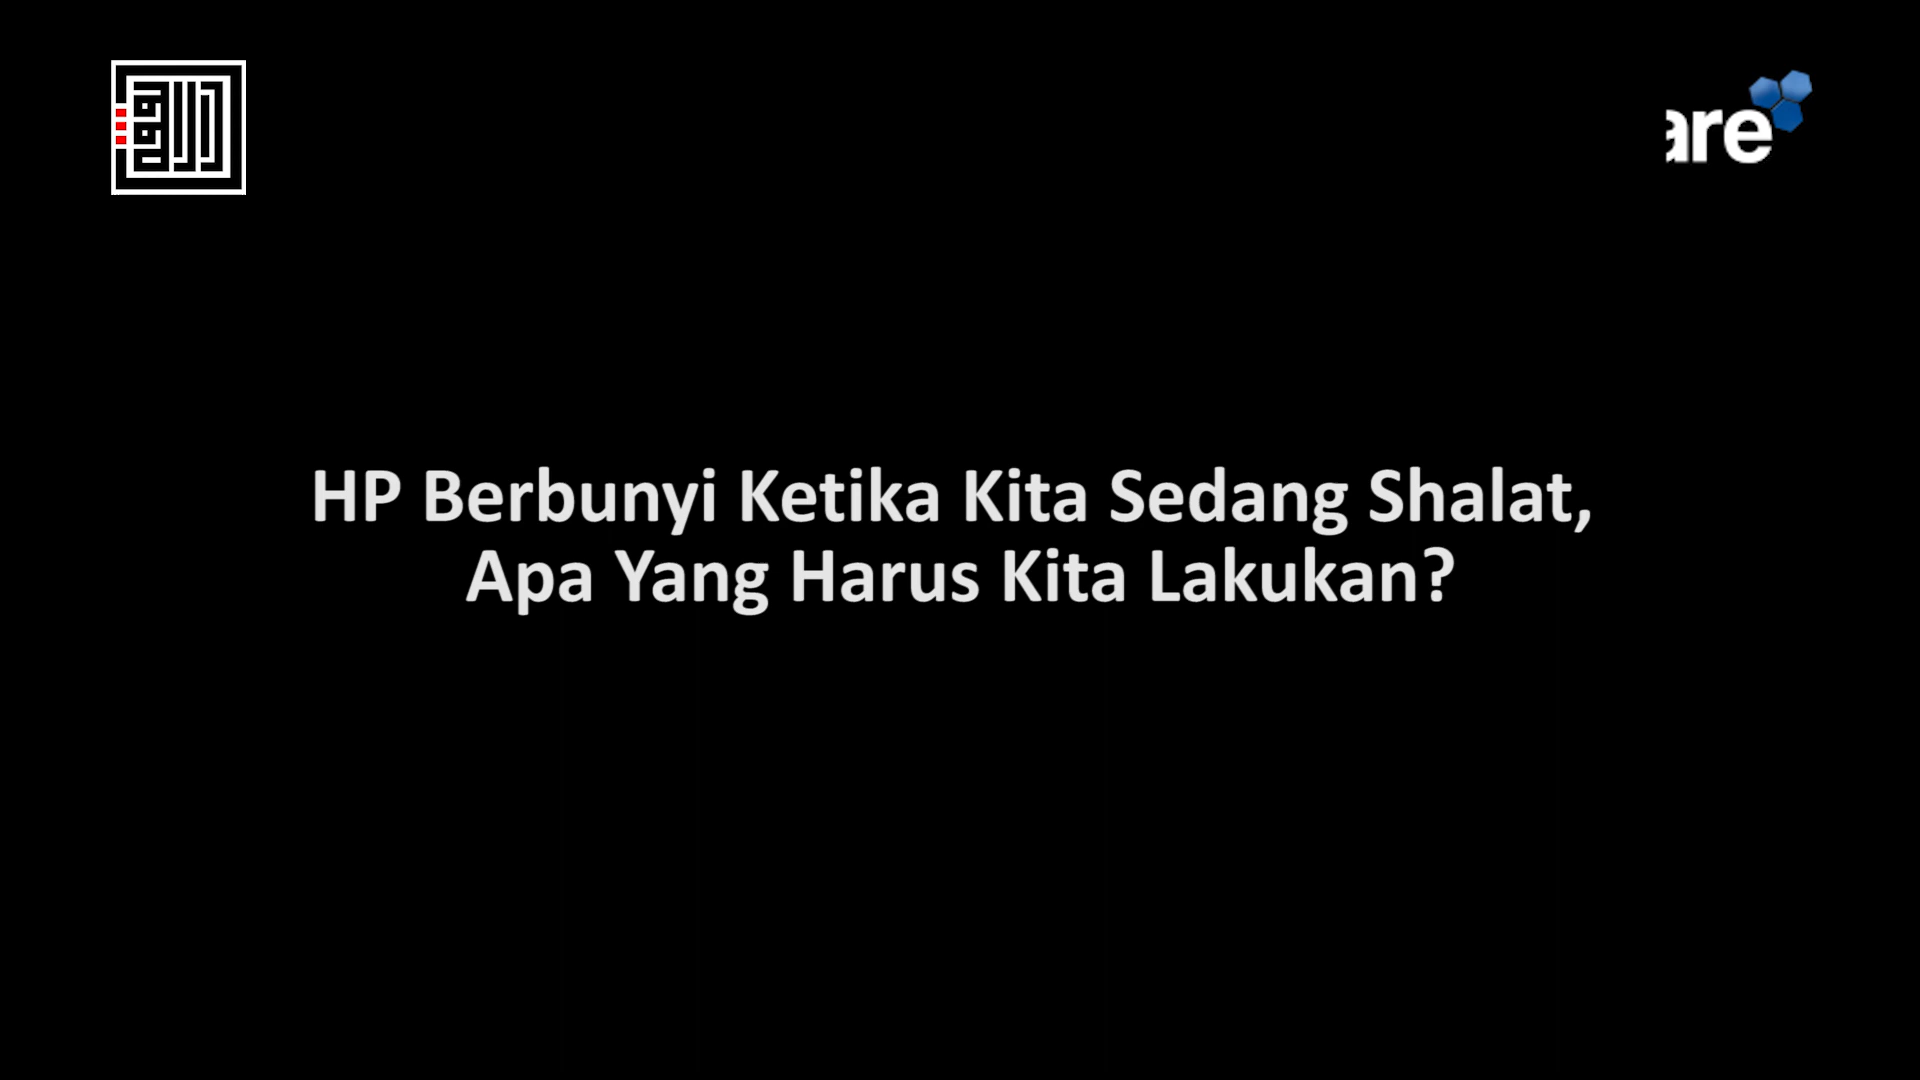 are
HP Berbunyi Ketika Kita Sedang Shalat,
Apa Yang Harus Kita Lakukan?